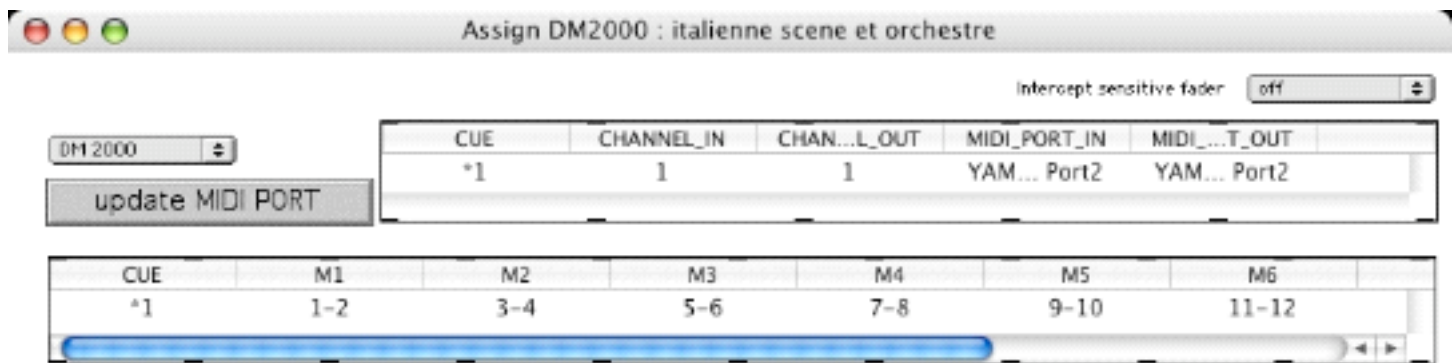 Assign DM2000 : italienne scene et orchestre
Intercept sensitive fader off
DM 2000
update MIDI PORT
CUE CHANNEL_IN CHAN...L_OUT MIDI_PORT_IN MIDI_...T_OUT
*1 1 1 YAM... Port2 YAM... Port2
CUE M1 M2 M3 M4 M5 M6
*1 1-2 3-4 5-6 7-8 9-10 11-12